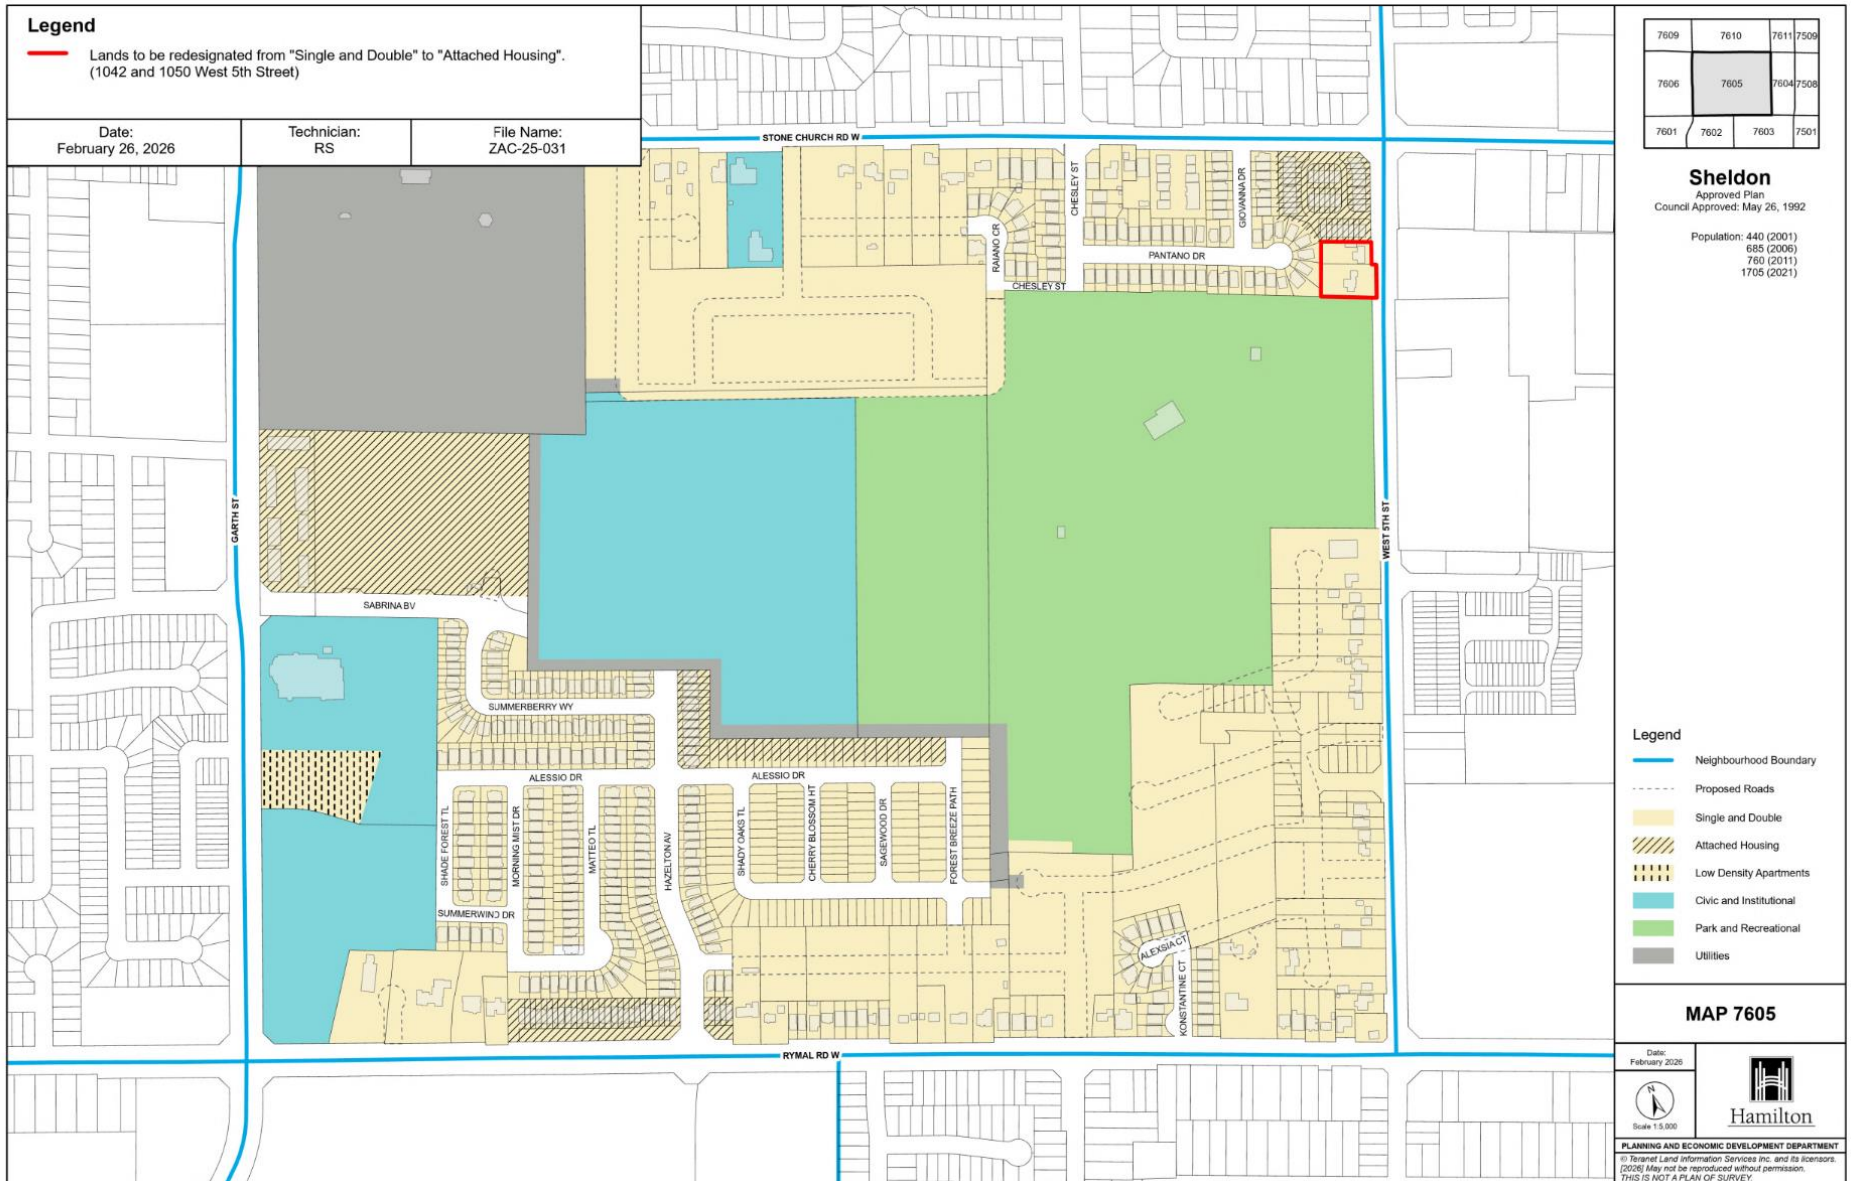 Legend
Lands to be redesignated from "Single and Double" to "Attached Housing".
(1042 and 1050 West 5th Street)
Date:
February 26, 2026
Technician:
RS
File Name:
ZAC-25-031
STONE CHURCH RD W
CHESLEY ST
GIOVANNA DR
RAIANO CR
PANTANO DR
CHESLEY ST
GARTH ST
WEST 5TH ST
SABRINA BV
SUMMERBERRY WY
ALESSIO DR
ALESSIO DR
SHADE FOREST TL
MORNING MIST DR
MATTEO TL
HAZELTON AV
SHADY OAKS TL
CHERRY BLOSSOM HT
SAGEWOOD DR
FOREST BREEZE PATH
SUMMERWIND DR
ALEXSIA CT
KONSTANTINE CT
RYMAL RD W
7609
7610
7611
7509
7606
7605
7604
7508
7601
7602
7603
7501
Sheldon
Approved Plan
Council Approved: May 26, 1992
Population: 440 (2001)
685 (2006)
760 (2011)
1705 (2021)
Legend
Neighbourhood Boundary
Proposed Roads
Single and Double
Attached Housing
Low Density Apartments
Civic and Institutional
Park and Recreational
Utilities
MAP 7605
Date:
February 2026
N
Scale 1:5,000
Hamilton
PLANNING AND ECONOMIC DEVELOPMENT DEPARTMENT
© Teranet Land Information Services Inc. and its licensors.
[2026] May not be reproduced without permission.
THIS IS NOT A PLAN OF SURVEY.